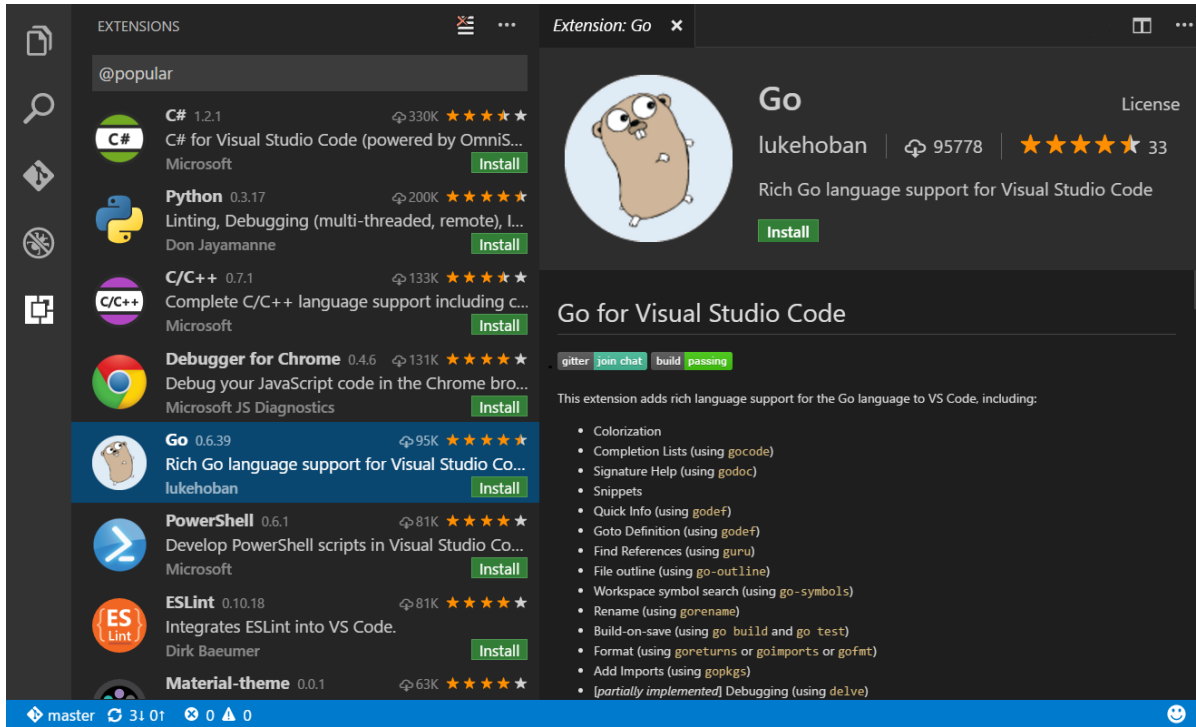 EXTENSIONS
@popular
C# 1.2.1 330K
C# for Visual Studio Code (powered by OmniS...
Microsoft Install
Python 0.3.17 200K
Linting, Debugging (multi-threaded, remote), I...
Don Jayamanne Install
C/C++ 0.7.1 133K
C/C++
Complete C/C++ language support including c...
Microsoft Install
Debugger for Chrome 0.4.6 131K
Debug your JavaScript code in the Chrome bro...
Microsoft JS Diagnostics Install
Go 0.6.39 95K
Rich Go language support for Visual Studio Co...
lukehoban Install
PowerShell 0.6.1 81K
Develop PowerShell scripts in Visual Studio Co...
Microsoft Install
ESLint 0.10.18 81K
ES
Lint
Integrates ESLint into VS Code.
Dirk Baeumer Install
Material-theme 0.0.1 63K
Extension: Go
Go
License
lukehoban 95778 33
Rich Go language support for Visual Studio Code
Install
Go for Visual Studio Code
gitter join chat build passing
This extension adds rich language support for the Go language to VS Code, including:
• Colorization
• Completion Lists (using gocode)
• Signature Help (using godoc)
• Snippets
• Quick Info (using godef)
• Goto Definition (using godef)
• Find References (using guru)
• File outline (using go-outline)
• Workspace symbol search (using go-symbols)
• Rename (using gorename)
• Build-on-save (using go build and go test)
• Format (using goreturns or goimports or gofmt)
• Add Imports (using gopkgs)
• [partially implemented] Debugging (using delve)
master 3↓ 0↑ 0 0